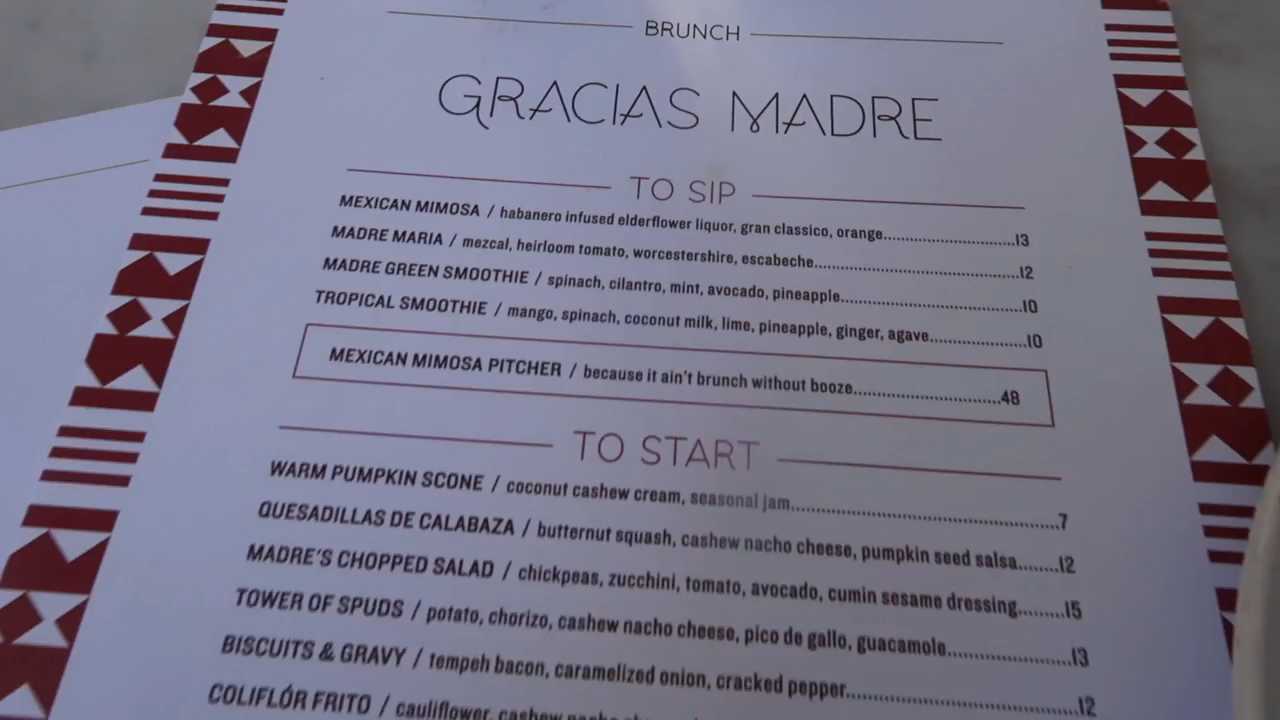 BRUNCH
GRACIAS MADRE
TO SIP
MEXICAN MIMOSA / habanero infused elderflower liquor, gran classico, orange..............................13
MADRE MARIA / mezcal, heirloom tomato, worcestershire, escabeche...............................................12
MADRE GREEN SMOOTHIE / spinach, cilantro, mint, avocado, pineapple..........................................10
TROPICAL SMOOTHIE / mango, spinach, coconut milk, lime, pineapple, ginger, agave......................10
MEXICAN MIMOSA PITCHER / because it ain't brunch without booze..................................48
TO START
WARM PUMPKIN SCONE / coconut cashew cream, seasonal jam...........................................................7
QUESADILLAS DE CALABAZA / butternut squash, cashew nacho cheese, pumpkin seed salsa........12
MADRE'S CHOPPED SALAD / chickpeas, zucchini, tomato, avocado, cumin sesame dressing.........15
TOWER OF SPUDS / potato, chorizo, cashew nacho cheese, pico de gallo, guacamole.......................13
BISCUITS & GRAVY / tempeh bacon, caramelized onion, cracked pepper...........................................12
COLIFLÓR FRITO / cauliflower, cashew nacho